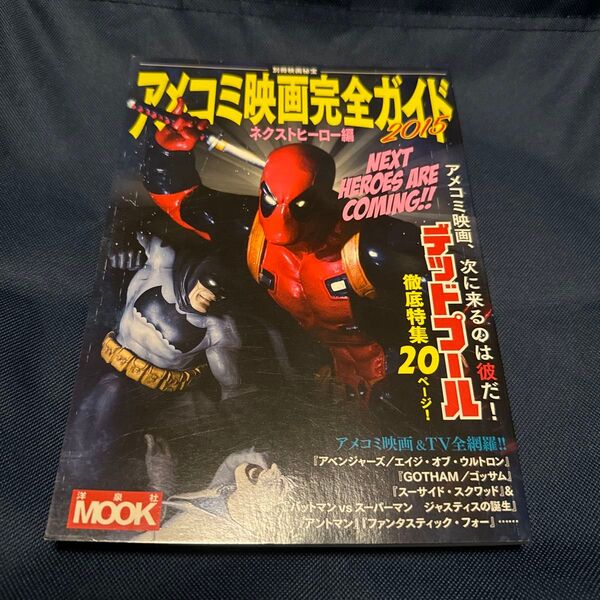 別冊映画秘宝
アメコミ映画完全ガイド
2015
ネクストヒーロー編
NEXT
HEROES ARE
COMING!!
アメコミ映画、次に来るのは彼だ!
デッドプール
徹底特集20ページ!
アメコミ映画&TV全網羅!!
『アベンジャーズ/エイジ・オブ・ウルトロン』
『GOTHAM/ゴッサム』
『スーサイド・スクワッド』&
『バットマン vs スーパーマン ジャスティスの誕生』
『アントマン』『ファンタスティック・フォー』……
洋泉社
MOOK